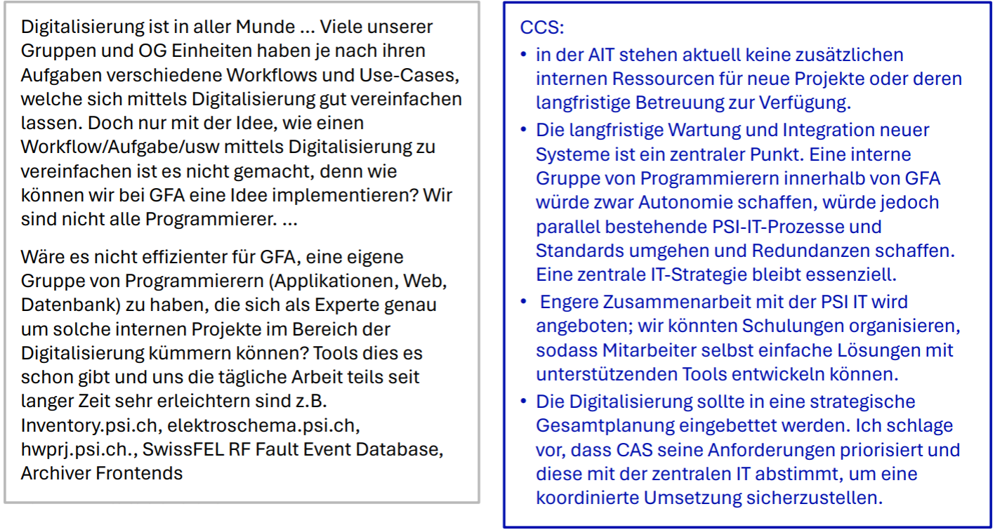 Digitalisierung ist in aller Munde ... Viele unserer
Gruppen und OG Einheiten haben je nach ihren
Aufgaben verschiedene Workflows und Use-Cases,
welche sich mittels Digitalisierung gut vereinfachen
lassen. Doch nur mit der Idee, wie einen
Workflow/Aufgabe/usw mittels Digitalisierung zu
vereinfachen ist es nicht gemacht, denn wie
können wir bei GFA eine Idee implementieren? Wir
sind nicht alle Programmierer. ...
Wäre es nicht effizienter für GFA, eine eigene
Gruppe von Programmierern (Applikationen, Web,
Datenbank) zu haben, die sich als Experte genau
um solche internen Projekte im Bereich der
Digitalisierung kümmern können? Tools dies es
schon gibt und uns die tägliche Arbeit teils seit
langer Zeit sehr erleichtern sind z.B.
Inventory.psi.ch, elektroschema.psi.ch,
hwprj.psi.ch., SwissFEL RF Fault Event Database,
Archiver Frontends
CCS:
• in der AIT stehen aktuell keine zusätzlichen
internen Ressourcen für neue Projekte oder deren
langfristige Betreuung zur Verfügung.
• Die langfristige Wartung und Integration neuer
Systeme ist ein zentraler Punkt. Eine interne
Gruppe von Programmierern innerhalb von GFA
würde zwar Autonomie schaffen, würde jedoch
parallel bestehende PSI-IT-Prozesse und
Standards umgehen und Redundanzen schaffen.
Eine zentrale IT-Strategie bleibt essenziell.
• Engere Zusammenarbeit mit der PSI IT wird
angeboten; wir könnten Schulungen organisieren,
sodass Mitarbeiter selbst einfache Lösungen mit
unterstützenden Tools entwickeln können.
• Die Digitalisierung sollte in eine strategische
Gesamtplanung eingebettet werden. Ich schlage
vor, dass CAS seine Anforderungen priorisiert und
diese mit der zentralen IT abstimmt, um eine
koordinierte Umsetzung sicherzustellen.